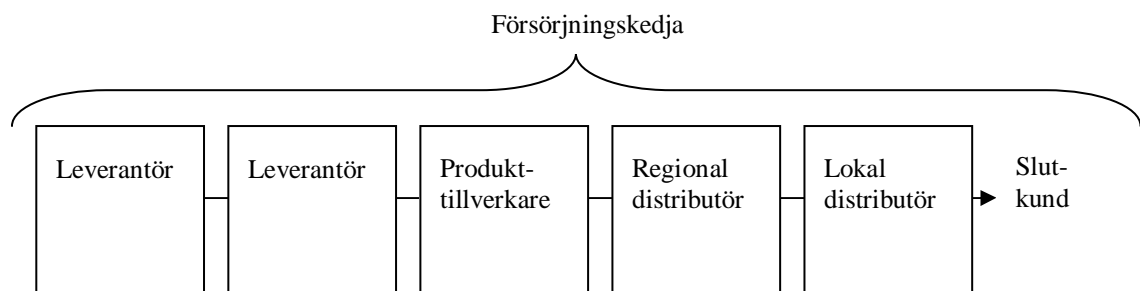 Försörjningskedja
Leverantör
Leverantör
Produkt-
tillverkare
Regional
distributör
Lokal
distributör
Slut-
kund